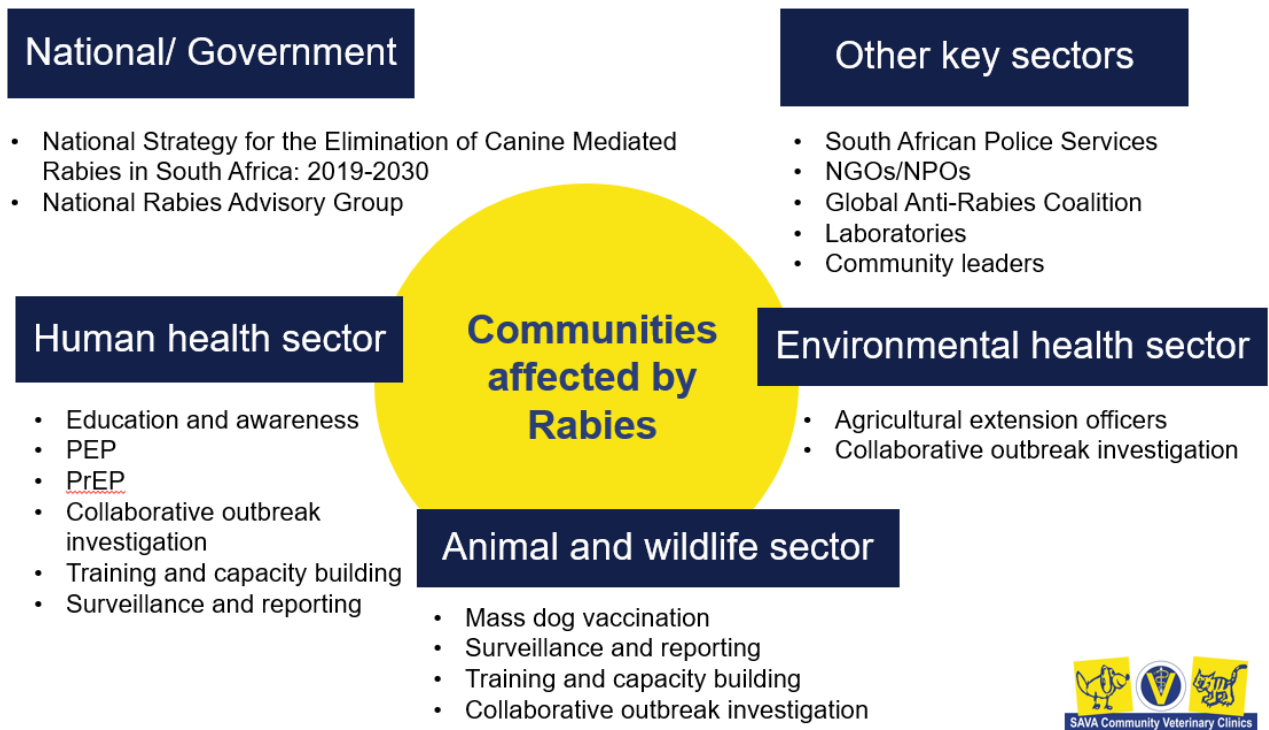 National/ Government
• National Strategy for the Elimination of Canine Mediated
Rabies in South Africa: 2019-2030
• National Rabies Advisory Group
Other key sectors
• South African Police Services
• NGOs/NPOs
• Global Anti-Rabies Coalition
• Laboratories
• Community leaders
Communities
affected by
Rabies
Human health sector
• Education and awareness
• PEP
• PrEP
• Collaborative outbreak
investigation
• Training and capacity building
• Surveillance and reporting
Environmental health sector
• Agricultural extension officers
• Collaborative outbreak investigation
Animal and wildlife sector
• Mass dog vaccination
• Surveillance and reporting
• Training and capacity building
• Collaborative outbreak investigation
V
SAVA Community Veterinary Clinics